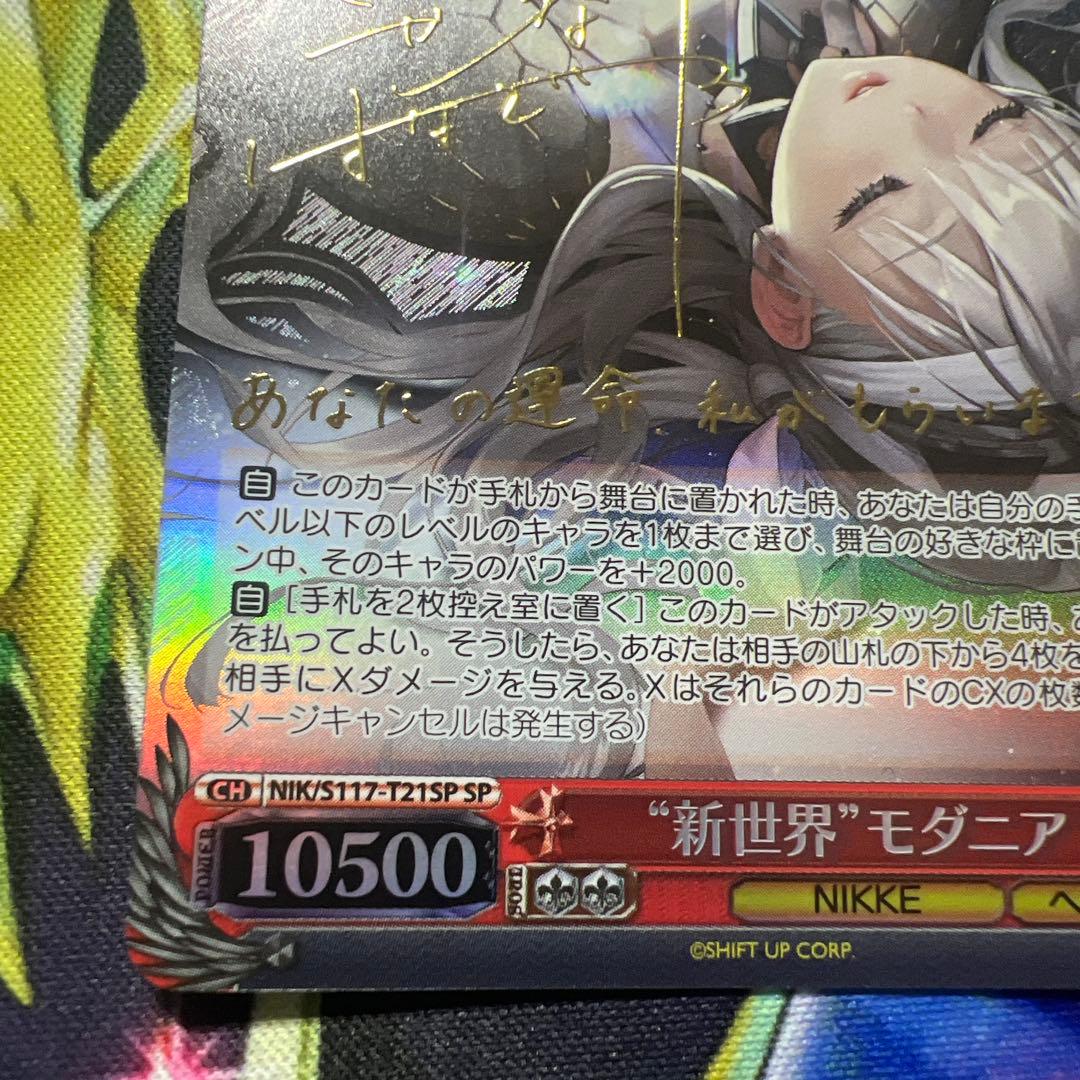 あなたの運命、私がもらいま
自 このカードが手札から舞台に置かれた時、あなたは自分の手
ベル以下のレベルのキャラを1枚まで選び、舞台の好きな枠に
ン中、そのキャラのパワーを+2000。
自 [手札を2枚控え室に置く] このカードがアタックした時、
を払ってよい。そうしたら、あなたは相手の山札の下から4枚を
相手にXダメージを与える。XはそれらのカードのCXの枚数
メージキャンセルは発生する)
CH NIK/S117-T21SP SP
POWER 10500
SOUL
“新世界”モダニア
NIKKE
ヘ
©SHIFT UP CORP.